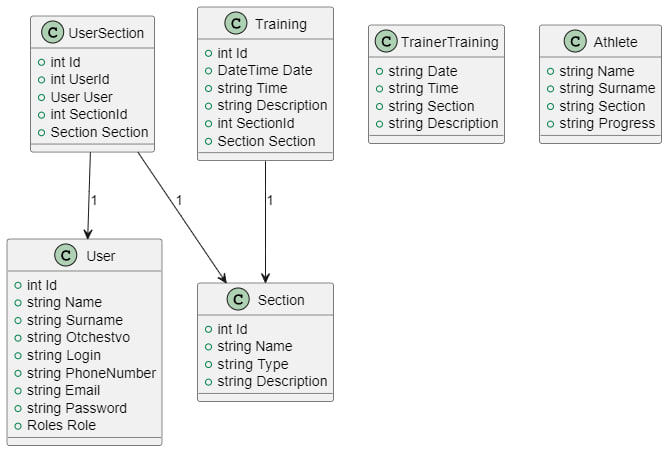 C UserSection
int Id
int UserId
User User
int SectionId
Section Section
C Training
int Id
DateTime Date
string Time
string Description
int SectionId
Section Section
C TrainerTraining
string Date
string Time
string Section
string Description
C Athlete
string Name
string Surname
string Section
string Progress
1
1
1
C User
int Id
string Name
string Surname
string Otchestvo
string Login
string PhoneNumber
string Email
string Password
Roles Role
C Section
int Id
string Name
string Type
string Description